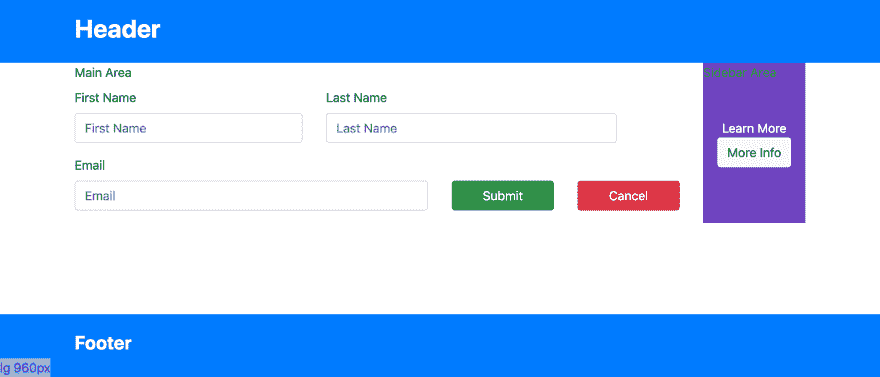 Header
Main Area
Sidebar Area
First Name
Last Name
First Name
Last Name
Learn More
More Info
Email
Email
Submit
Cancel
Footer
lg 960px